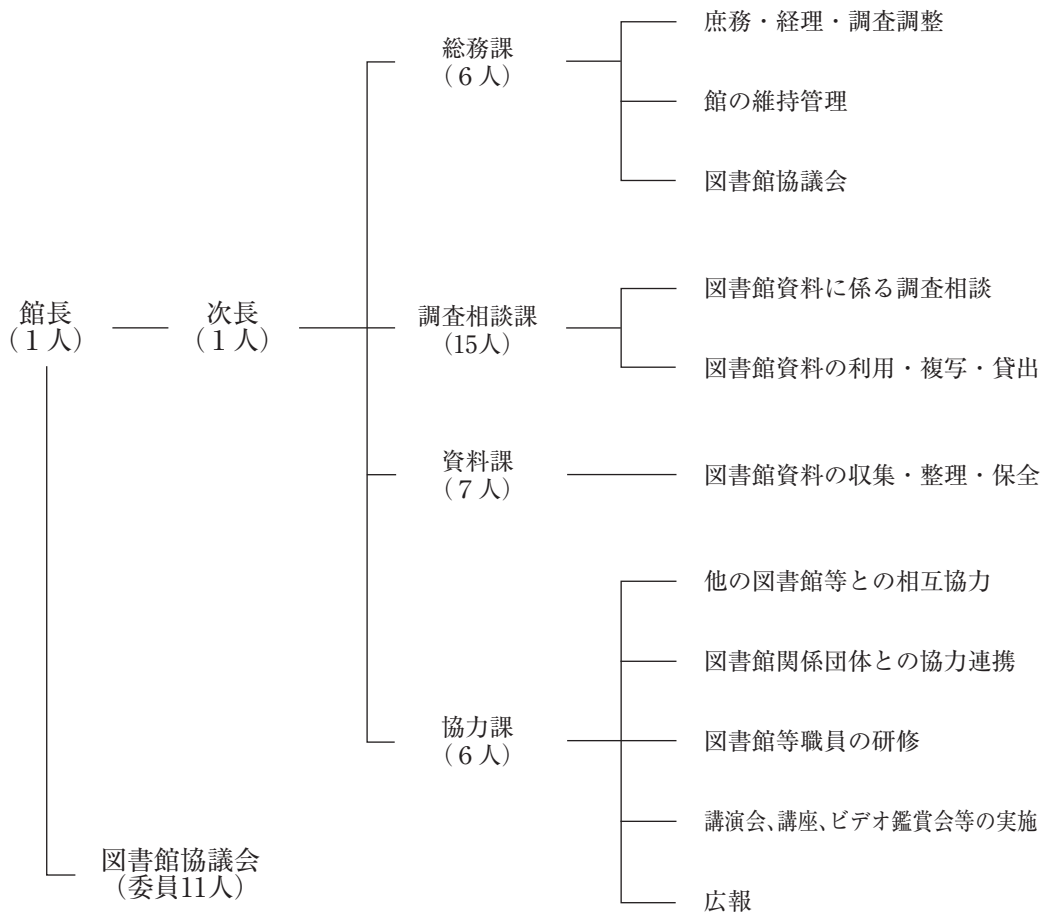 館長
(1人)
次長
(1人)
総務課
(6人)
庶務・経理・調査調整
館の維持管理
図書館協議会
調査相談課
(15人)
図書館資料に係る調査相談
図書館資料の利用・複写・貸出
資料課
(7人)
図書館資料の収集・整理・保全
協力課
(6人)
他の図書館等との相互協力
図書館関係団体との協力連携
図書館等職員の研修
講演会、講座、ビデオ鑑賞会等の実施
広報
図書館協議会
(委員11人)